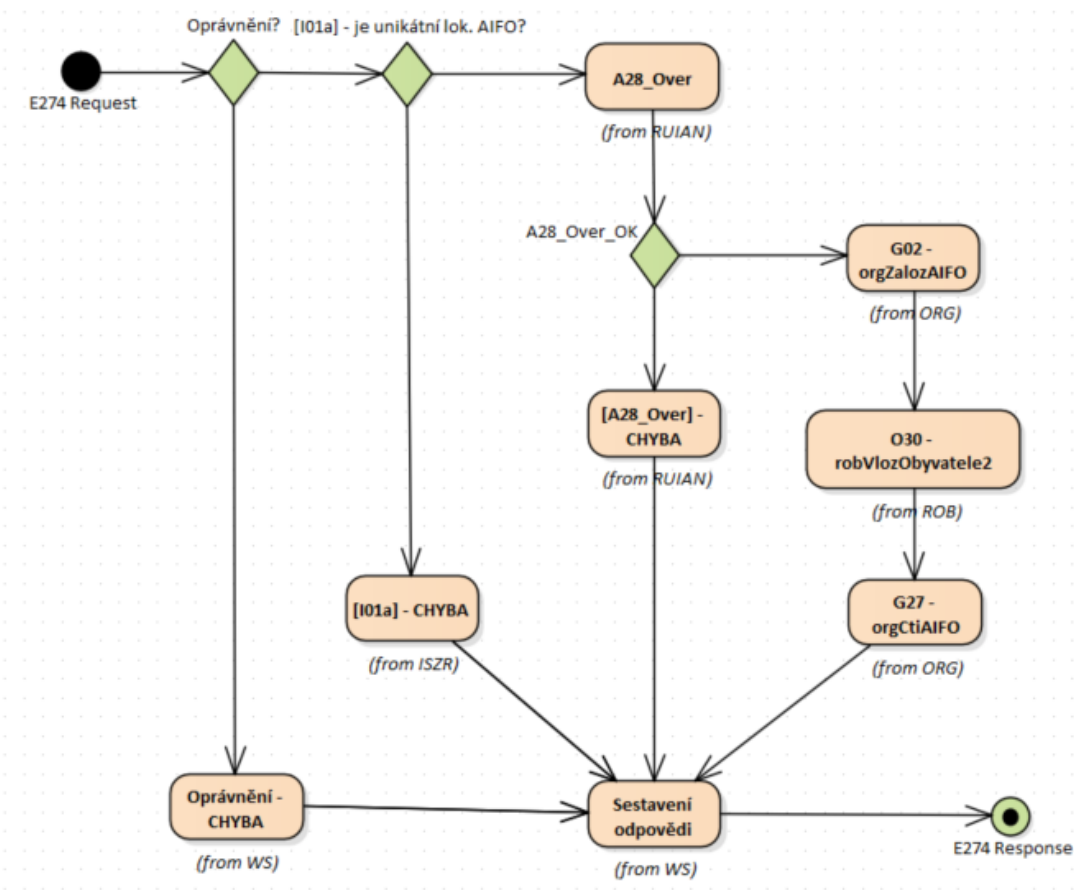 Oprávnění?
[I01a] - je unikátní lok. AIFO?
E274 Request
A28_Over
(from RUIAN)
A28_Over_OK
G02 -
orgZalozAIFO
(from ORG)
[A28_Over] -
CHYBA
(from RUIAN)
O30 -
robVlozObyvatele2
(from ROB)
[I01a] - CHYBA
(from ISZR)
G27 -
orgCtiAIFO
(from ORG)
Oprávnění -
CHYBA
(from WS)
Sestavení
odpovědi
(from WS)
E274 Response